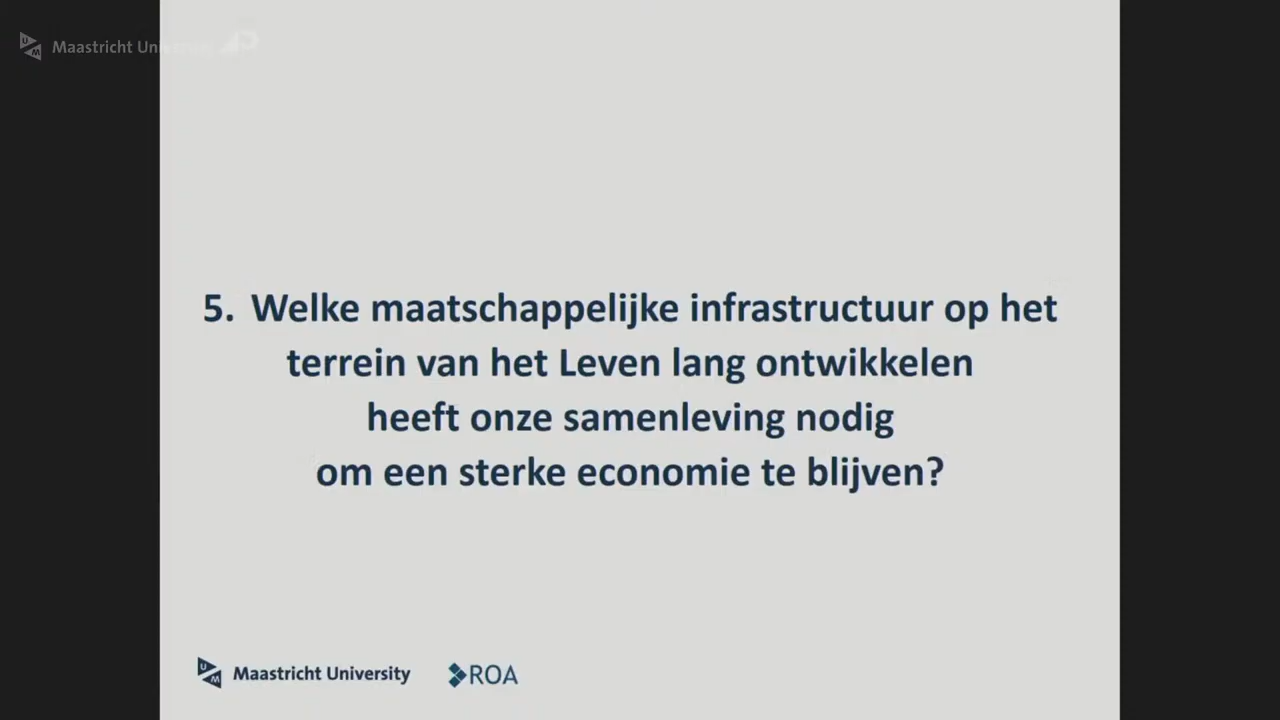 Maastricht Uni
5. Welke maatschappelijke infrastructuur op het
terrein van het Leven lang ontwikkelen
heeft onze samenleving nodig
om een sterke economie te blijven?
Maastricht University
ROA